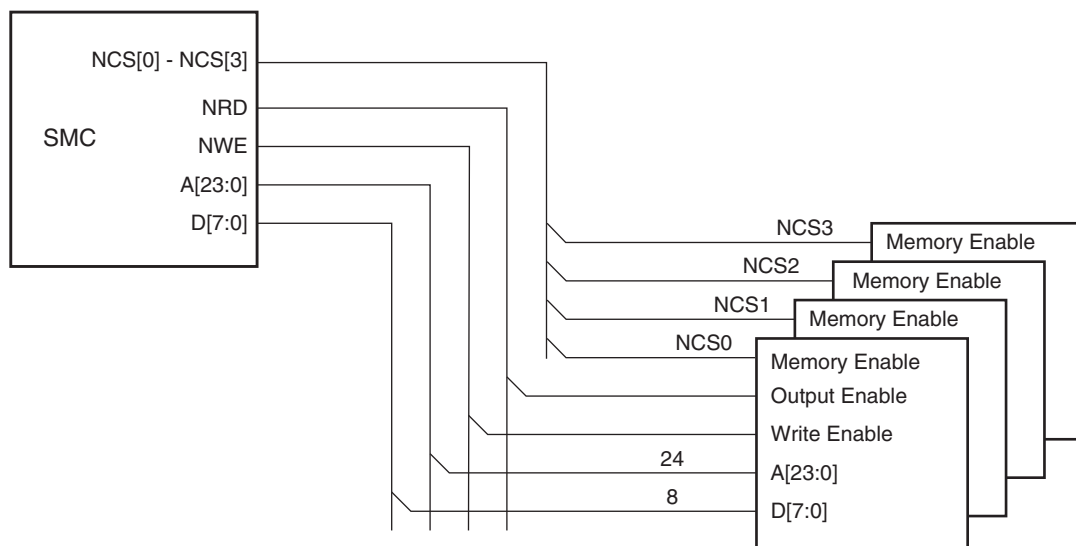 NCS[0] - NCS[3]
NRD
SMC
NWE
A[23:0]
D[7:0]
NCS3
Memory Enable
NCS2
Memory Enable
NCS1
Memory Enable
NCS0
Memory Enable
Output Enable
Write Enable
24
A[23:0]
8
D[7:0]